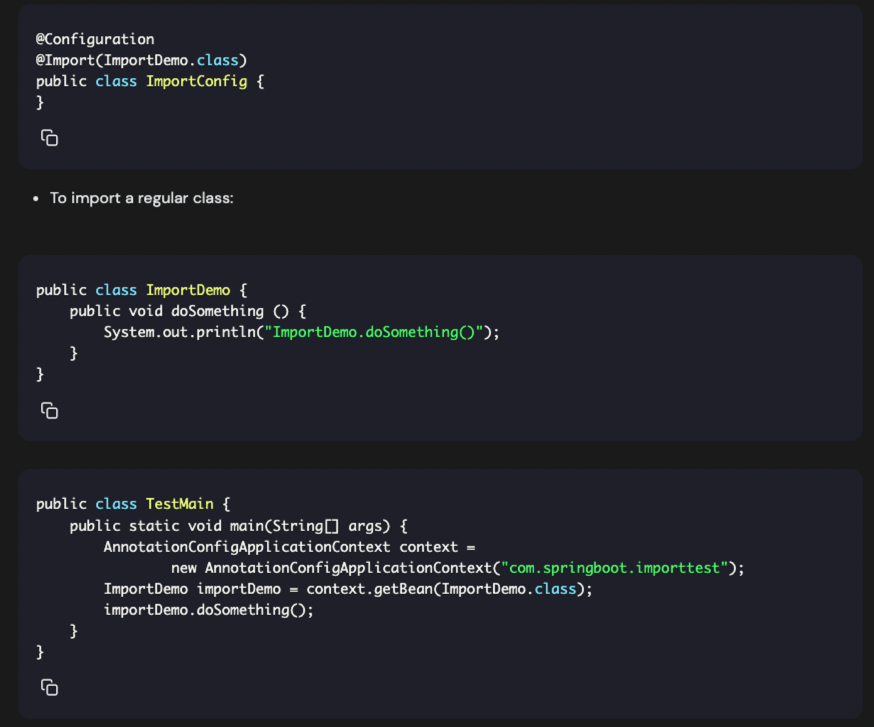 @Configuration
@Import(ImportDemo.class)
public class ImportConfig {
}
• To import a regular class:
public class ImportDemo {
    public void doSomething () {
        System.out.println("ImportDemo.doSomething()");
    }
}
public class TestMain {
    public static void main(String[] args) {
        AnnotationConfigApplicationContext context =
                new AnnotationConfigApplicationContext("com.springboot.importtest");
        ImportDemo importDemo = context.getBean(ImportDemo.class);
        importDemo.doSomething();
    }
}